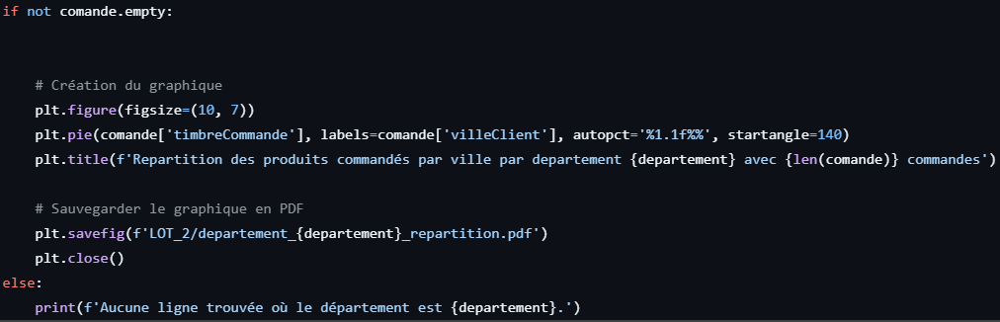 if not comande.empty:
# Création du graphique
plt.figure(figsize=(10, 7))
plt.pie(comande['timbreCommande'], labels=comande['villeClient'], autopct='%1.1f%%', startangle=140)
plt.title(f'Repartition des produits commandés par ville par departement {departement} avec {len(comande)} commandes')
# Sauvegarder le graphique en PDF
plt.savefig(f'LOT_2/departement_{departement}_repartition.pdf')
plt.close()
else:
print(f'Aucune ligne trouvée où le département est {departement}.')